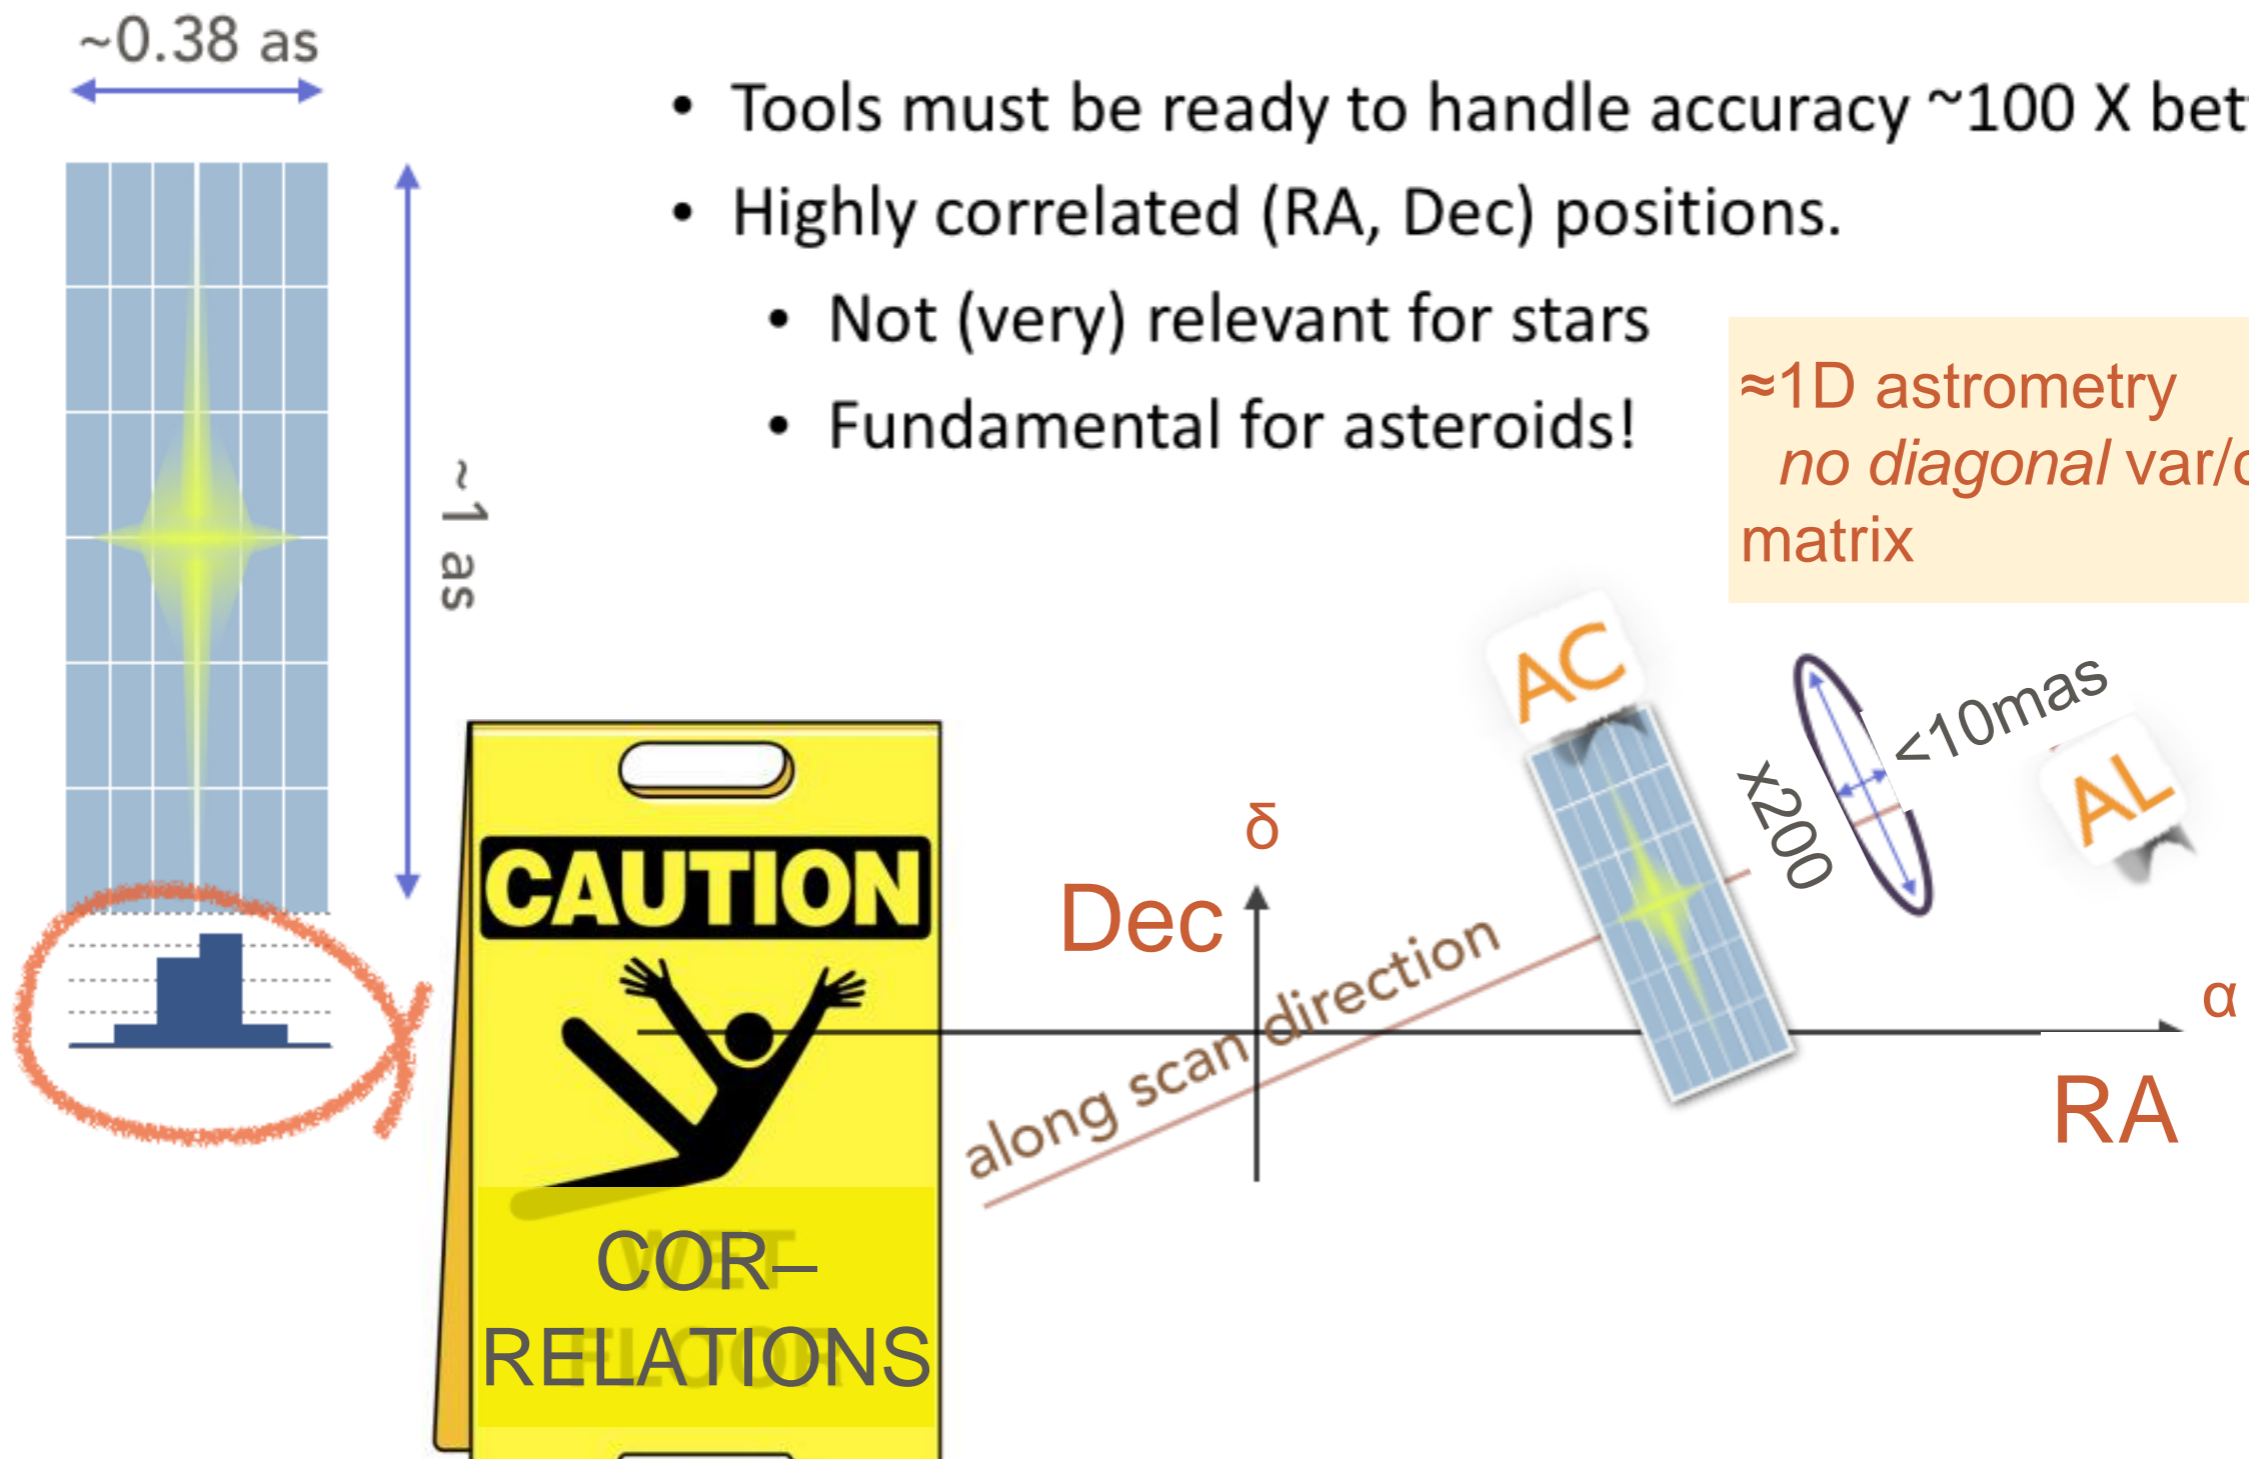 ~0.38 as
~1 as
• Tools must be ready to handle accuracy ~100 X bet
• Highly correlated (RA, Dec) positions.
• Not (very) relevant for stars
• Fundamental for asteroids!
≈1D astrometry
no diagonal var/c
matrix
AC
<10mas
x200
AL
δ
Dec
along scan direction
α
RA
CAUTION
WET
FLOOR
COR–
RELATIONS